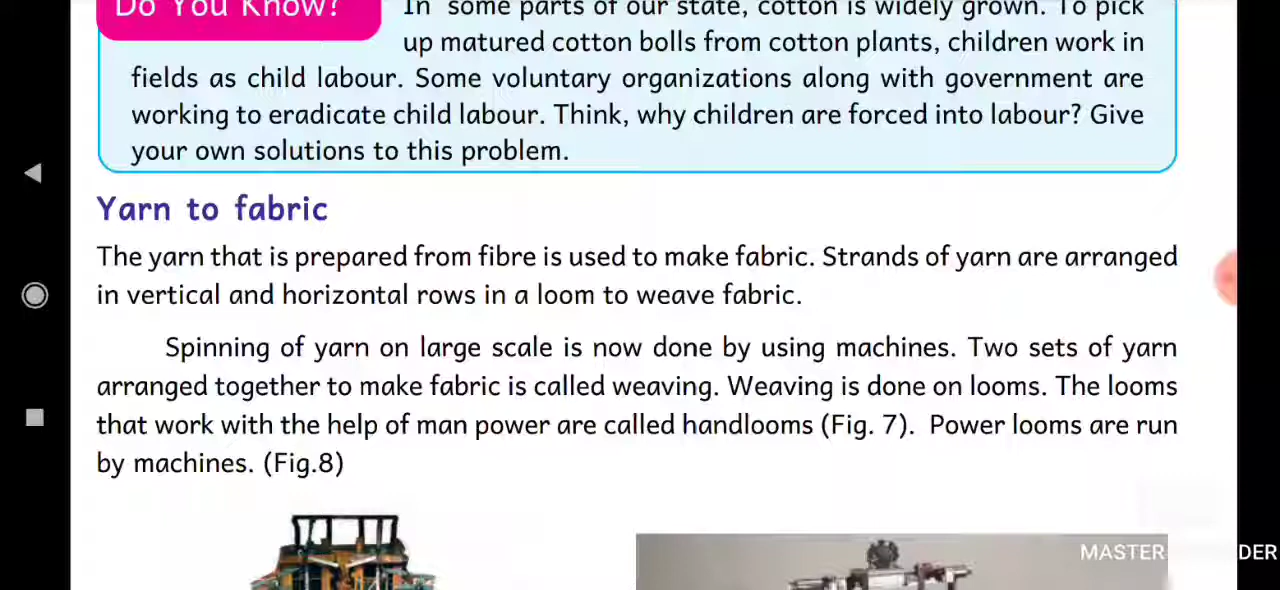 Do You Know?
In some parts of our state, cotton is widely grown. To pick
up matured cotton bolls from cotton plants, children work in
fields as child labour. Some voluntary organizations along with government are
working to eradicate child labour. Think, why children are forced into labour? Give
your own solutions to this problem.
Yarn to fabric
The yarn that is prepared from fibre is used to make fabric. Strands of yarn are arranged
in vertical and horizontal rows in a loom to weave fabric.
Spinning of yarn on large scale is now done by using machines. Two sets of yarn
arranged together to make fabric is called weaving. Weaving is done on looms. The looms
that work with the help of man power are called handlooms (Fig. 7). Power looms are run
by machines. (Fig.8)
MASTER